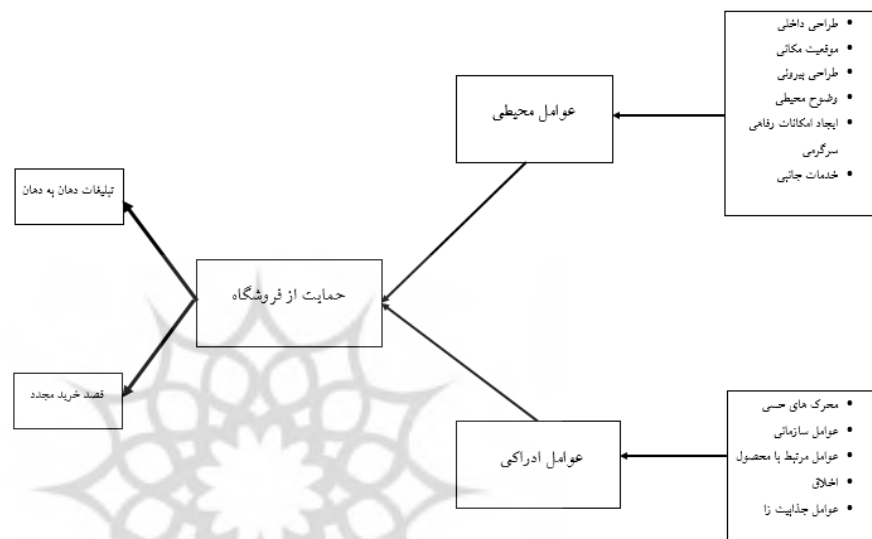 طراحی داخلی
موقعیت مکانی
طراحی بیرونی
وضوح محیطی
ایجاد امکانات رفاهی
سرگرمی
خدمات جانبی
عوامل محیطی
تبلیغات دهان به دهان
حمایت از فروشگاه
قصد خرید مجدد
محرک های حسی
عوامل سازمانی
عوامل مرتبط با محصول
اخلاق
عوامل جذابیت زا
عوامل ادراکی